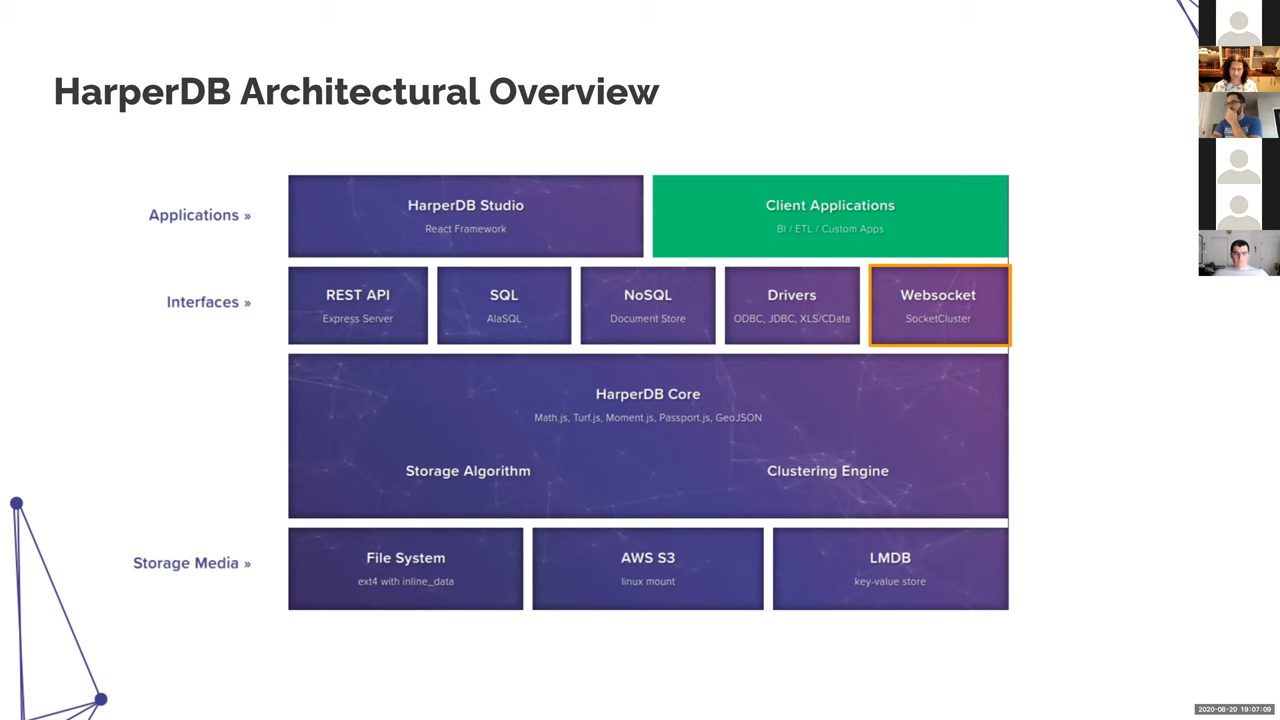 HarperDB Architectural Overview
Applications »
HarperDB Studio
React Framework
Client Applications
BI / ETL / Custom Apps
Interfaces »
REST API
Express Server
SQL
AlaSQL
NoSQL
Document Store
Drivers
ODBC, JDBC, XLS/CData
Websocket
SocketCluster
HarperDB Core
Math.js, Turf.js, Moment.js, Passport.js, GeoJSON
Storage Algorithm
Clustering Engine
Storage Media »
File System
ext4 with inline_data
AWS S3
linux mount
LMDB
key-value store
2020-08-20 19:07:09